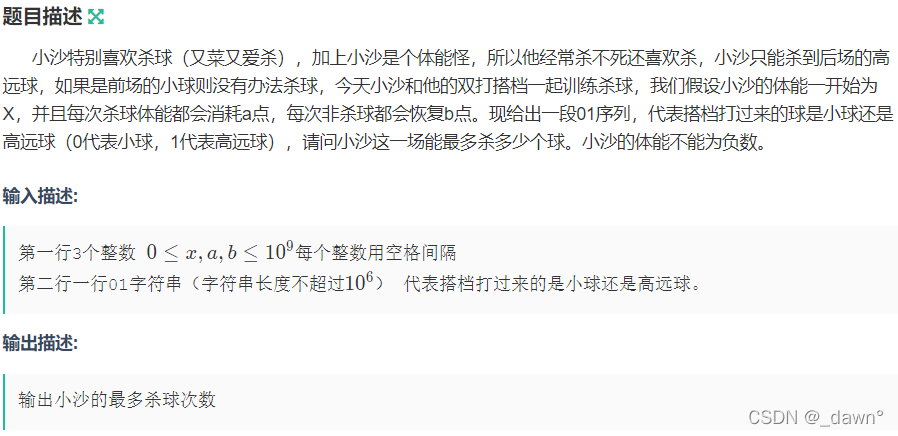 题目描述
小沙特别喜欢杀球（又菜又爱杀），加上小沙是个体能怪，所以他经常杀不死还喜欢杀，小沙只能杀到后场的高
远球，如果是前场的小球则没有办法杀球，今天小沙和他的双打搭档一起训练杀球，我们假设小沙的体能一开始为
X，并且每次杀球体能都会消耗a点，每次非杀球都会恢复b点。现给出一段01序列，代表搭档打过来的球是小球还是
高远球（0代表小球，1代表高远球），请问小沙这一场能最多杀多少个球。小沙的体能不能为负数。
输入描述:
第一行3个整数 0 ≤ x, a, b ≤ 10⁹每个整数用空格间隔
第二行一行01字符串（字符串长度不超过10⁶） 代表搭档打过来的是小球还是高远球。
输出描述:
输出小沙的最多杀球次数
CSDN @_dawn°